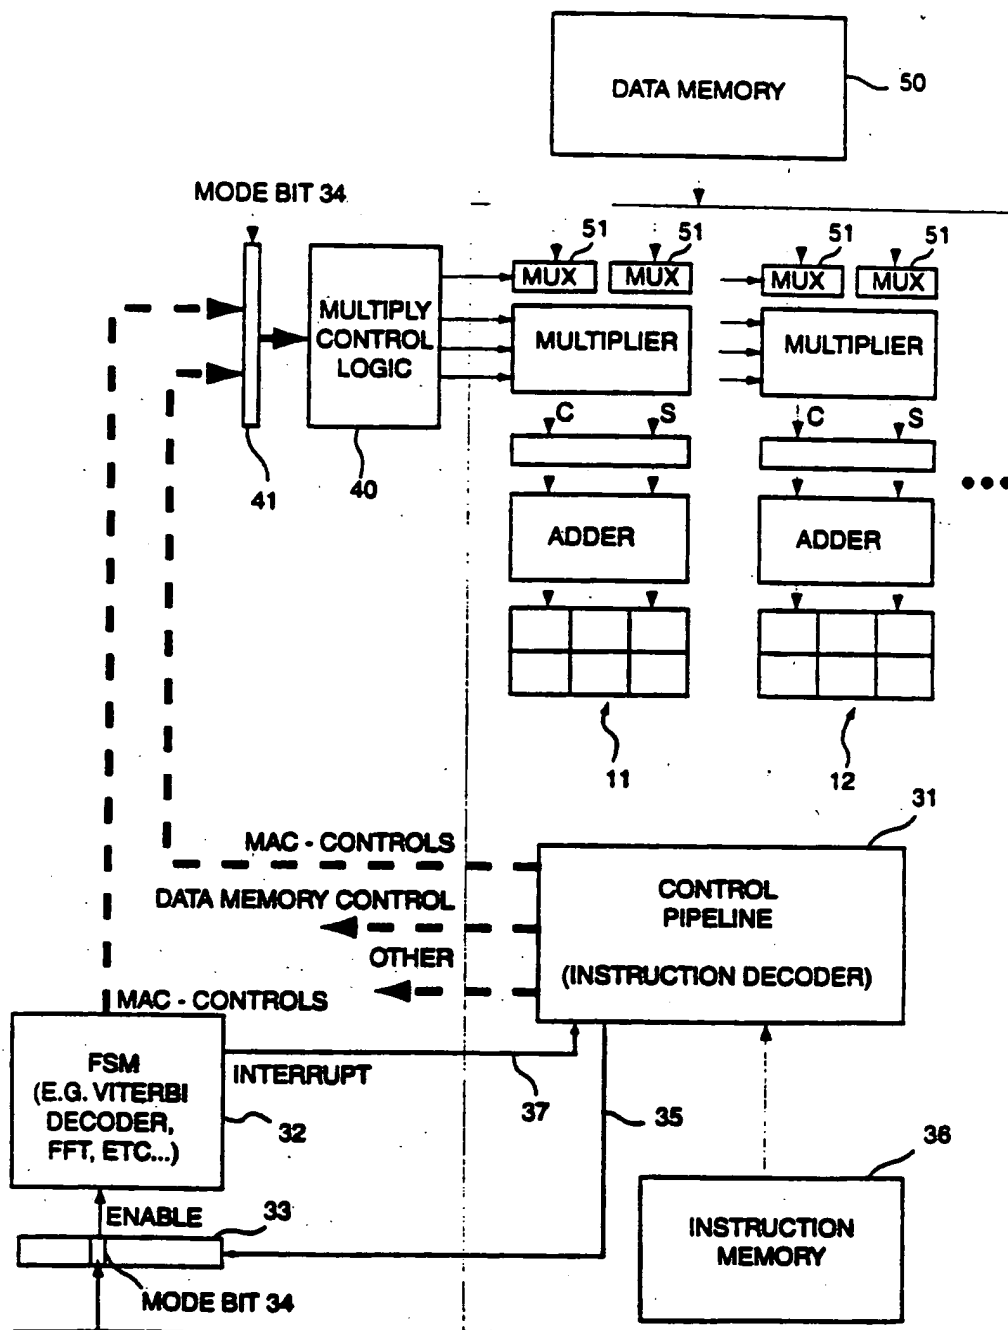 DATA MEMORY
50
MODE BIT 34
51
51
51
51
MUX
MUX
MUX
MUX
MULTIPLY
CONTROL
LOGIC
MULTIPLIER
MULTIPLIER
C
S
C
S
41
40
ADDER
ADDER
•••
11
12
31
MAC - CONTROLS
CONTROL
PIPELINE
(INSTRUCTION DECODER)
DATA MEMORY CONTROL
OTHER
MAC - CONTROLS
FSM
(E.G. VITERBI
DECODER,
FFT, ETC...)
INTERRUPT
37
35
32
36
ENABLE
33
INSTRUCTION
MEMORY
MODE BIT 34